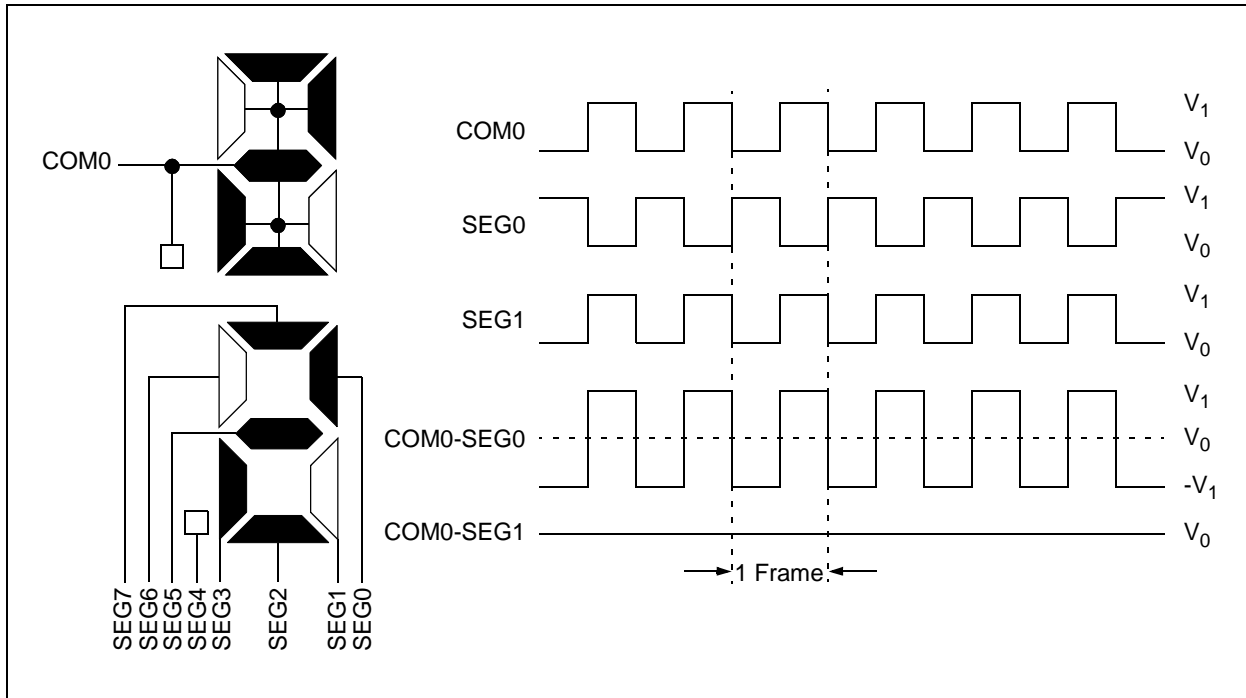 COM0
SEG7
SEG6
SEG5
SEG4
SEG3
SEG2
SEG1
SEG0
COM0
V1
V0
SEG0
V1
V0
SEG1
V1
V0
COM0-SEG0
V1
V0
-V1
COM0-SEG1
V0
1 Frame